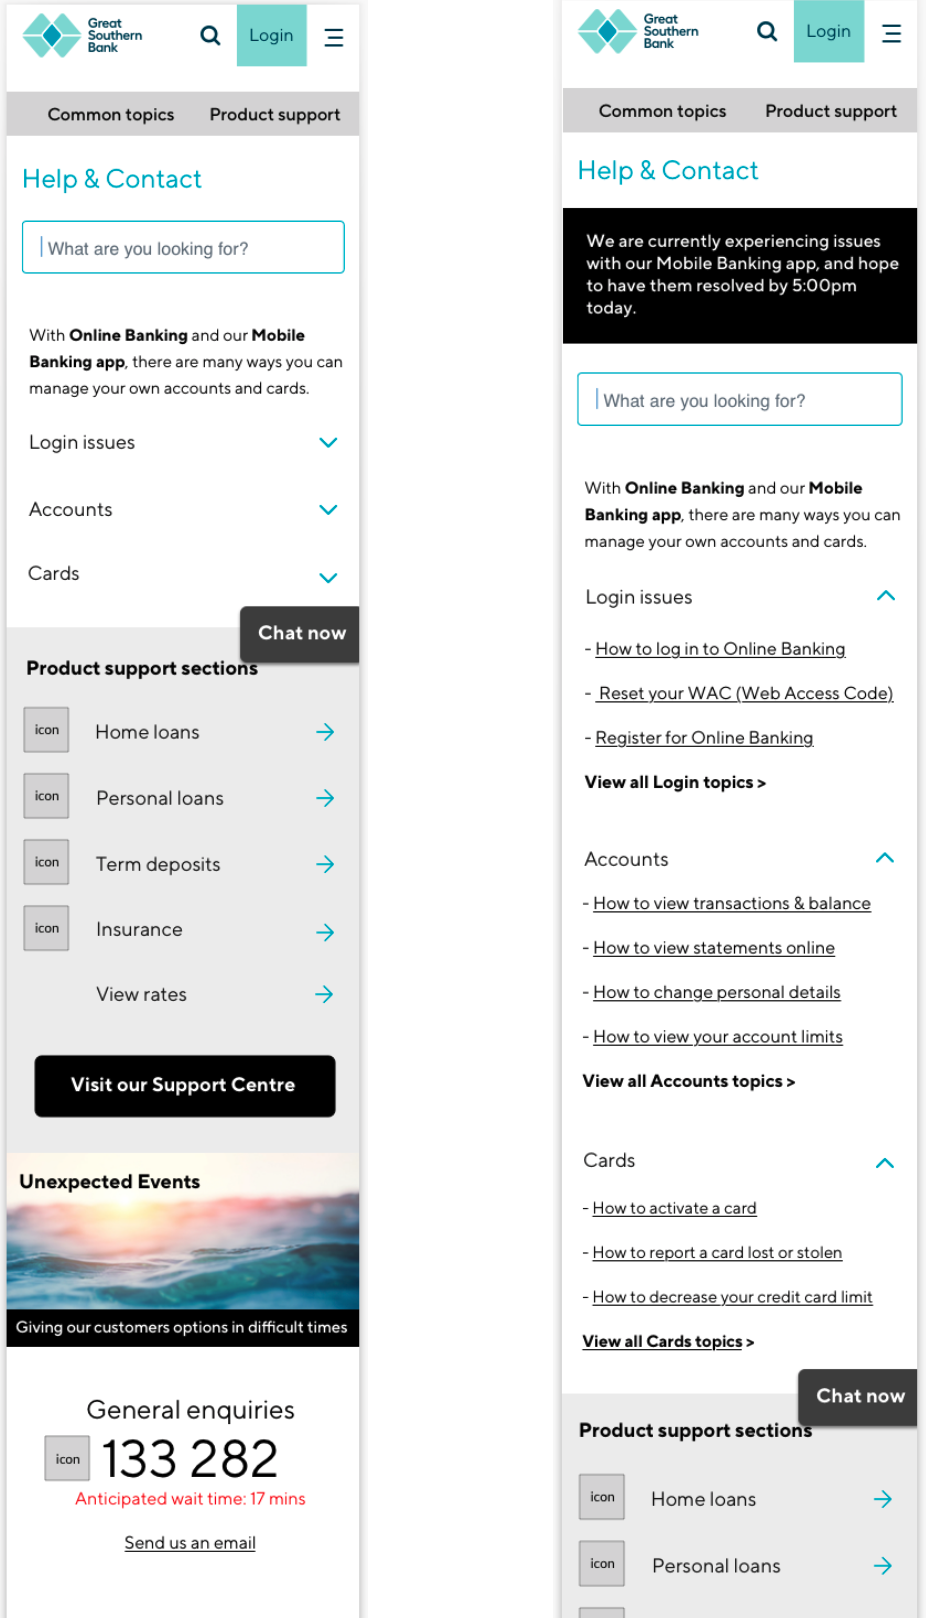 Great
Southern
Bank
Login
Common topics
Product support
Help & Contact
What are you looking for?
With Online Banking and our Mobile
Banking app, there are many ways you can
manage your own accounts and cards.
Login issues
Accounts
Cards
Chat now
Product support sections
icon
Home loans
icon
Personal loans
icon
Term deposits
icon
Insurance
View rates
Visit our Support Centre
Unexpected Events
Giving our customers options in difficult times
General enquiries
icon
133 282
Anticipated wait time: 17 mins
Send us an email
Great
Southern
Bank
Login
Common topics
Product support
Help & Contact
We are currently experiencing issues
with our Mobile Banking app, and hope
to have them resolved by 5:00pm
today.
What are you looking for?
With Online Banking and our Mobile
Banking app, there are many ways you can
manage your own accounts and cards.
Login issues
- How to log in to Online Banking
- Reset your WAC (Web Access Code)
- Register for Online Banking
View all Login topics >
Accounts
- How to view transactions & balance
- How to view statements online
- How to change personal details
- How to view your account limits
View all Accounts topics >
Cards
- How to activate a card
- How to report a card lost or stolen
- How to decrease your credit card limit
View all Cards topics >
Chat now
Product support sections
icon
Home loans
icon
Personal loans